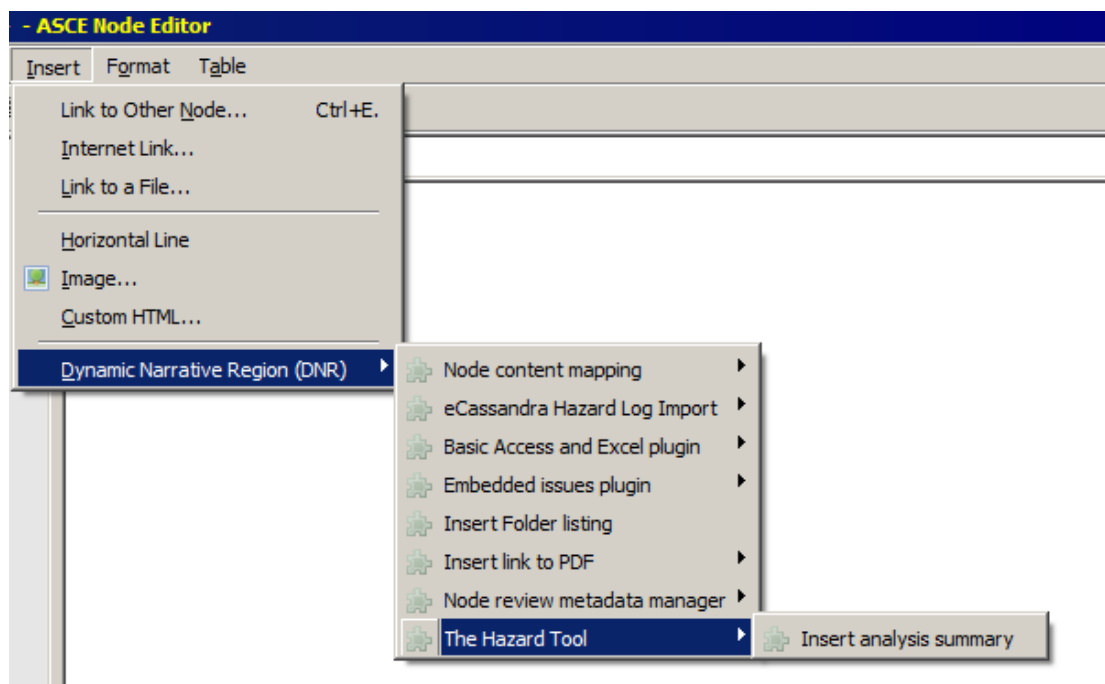 - ASCE Node Editor
Insert Format Table
Link to Other Node... Ctrl+E.
Internet Link...
Link to a File...
Horizontal Line
Image...
Custom HTML...
Dynamic Narrative Region (DNR)
Node content mapping
eCassandra Hazard Log Import
Basic Access and Excel plugin
Embedded issues plugin
Insert Folder listing
Insert link to PDF
Node review metadata manager
The Hazard Tool
Insert analysis summary